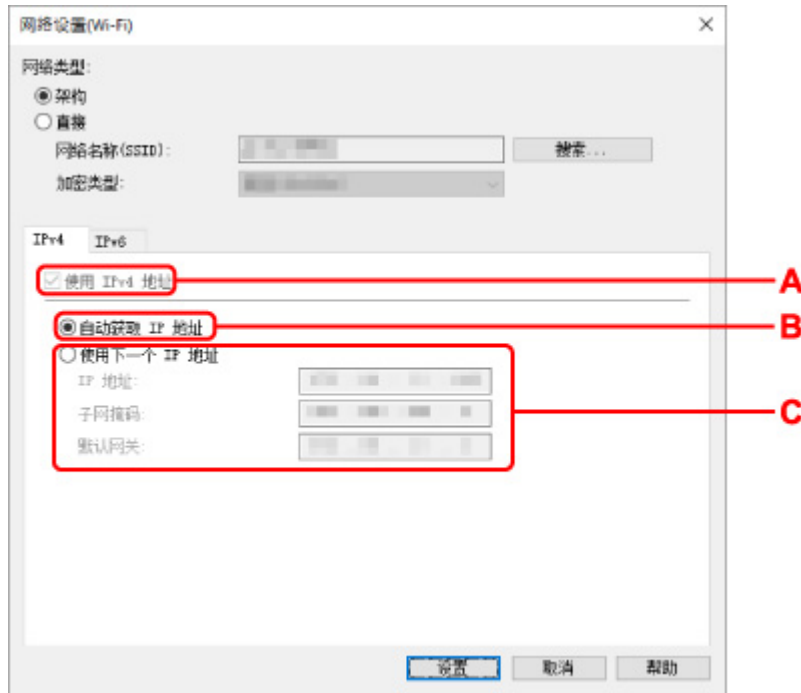 网络设置(Wi-Fi)
网络类型:
架构
直接
网络名称(SSID): 搜索...
加密类型:
IPv4 IPv6
使用 IPv4 地址 A
自动获取 IP 地址 B
使用下一个 IP 地址
IP 地址:
子网掩码: C
默认网关:
设置 取消 帮助